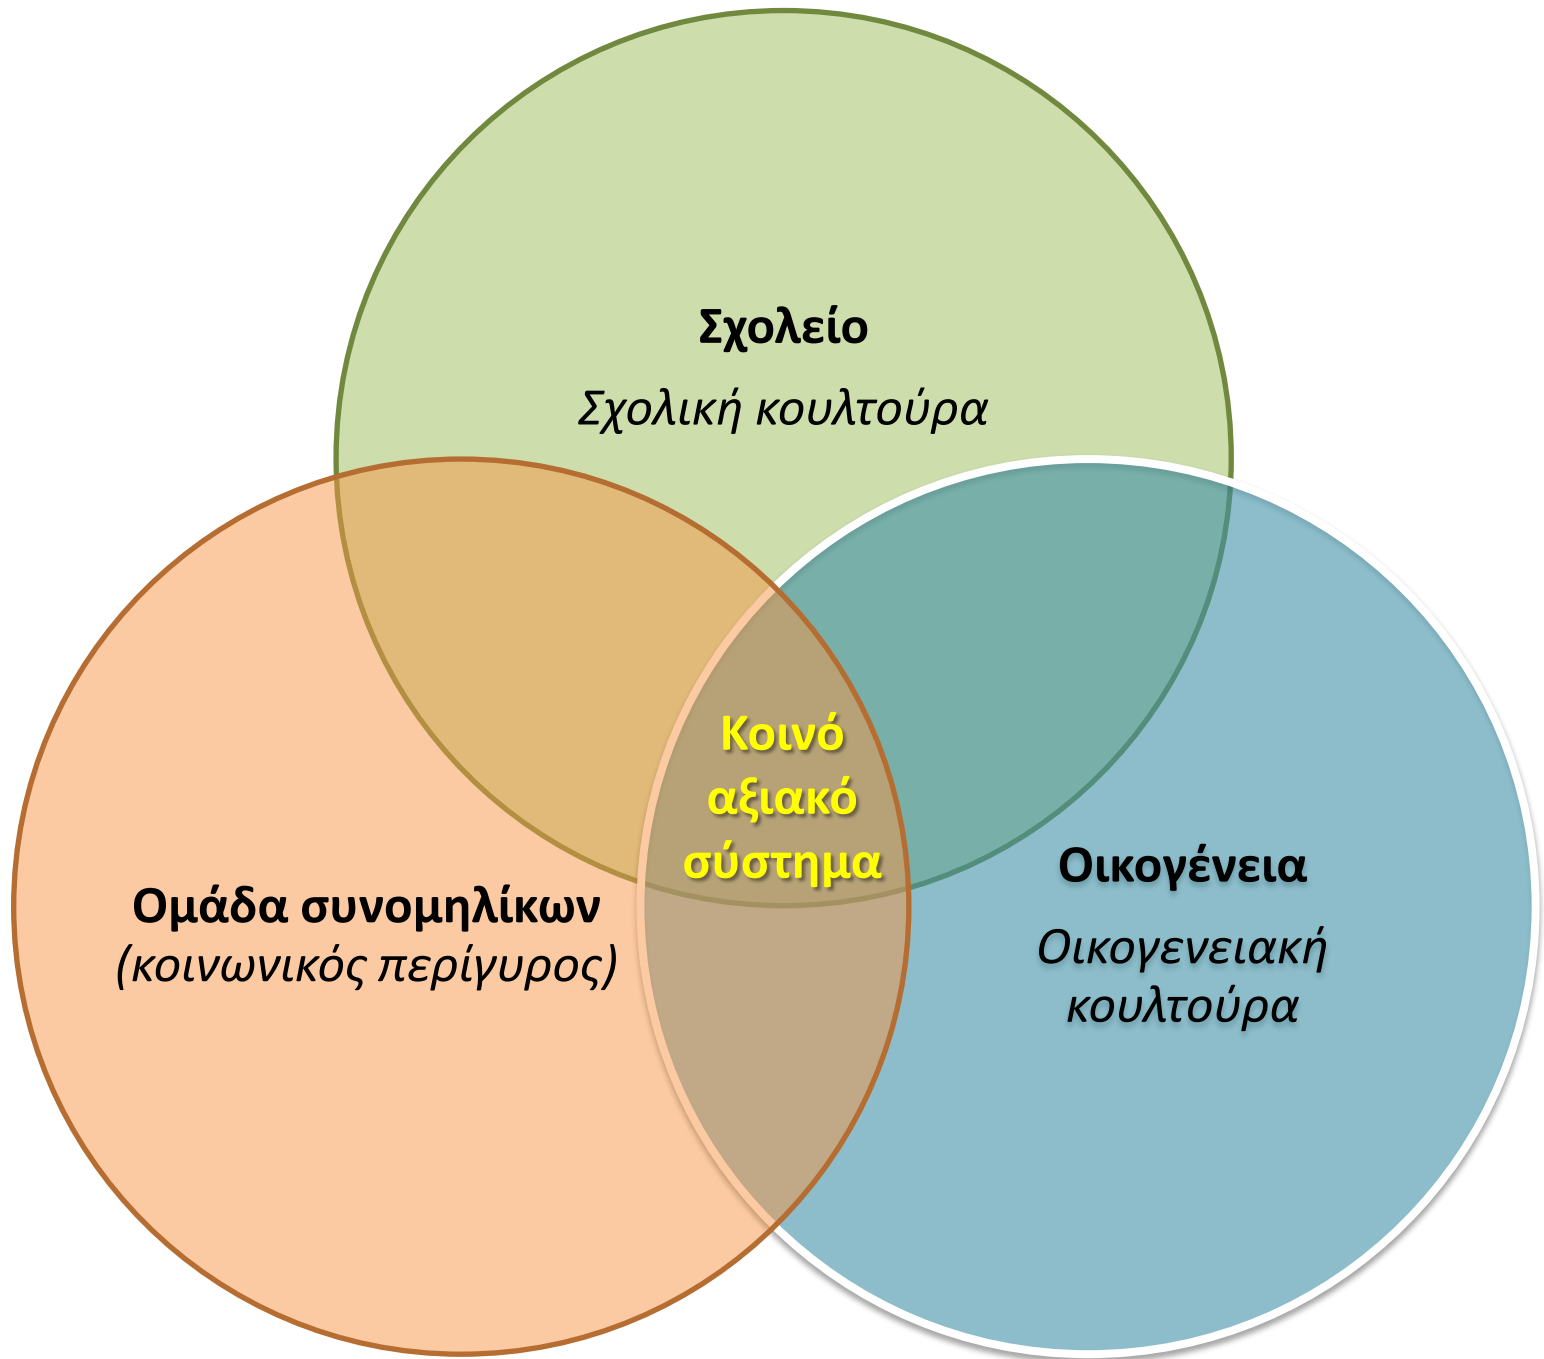 Σχολείο
Σχολική κουλτούρα
Κοινό
αξιακό
σύστημα
Ομάδα συνομηλίκων
(κοινωνικός περίγυρος)
Οικογένεια
Οικογενειακή
κουλτούρα